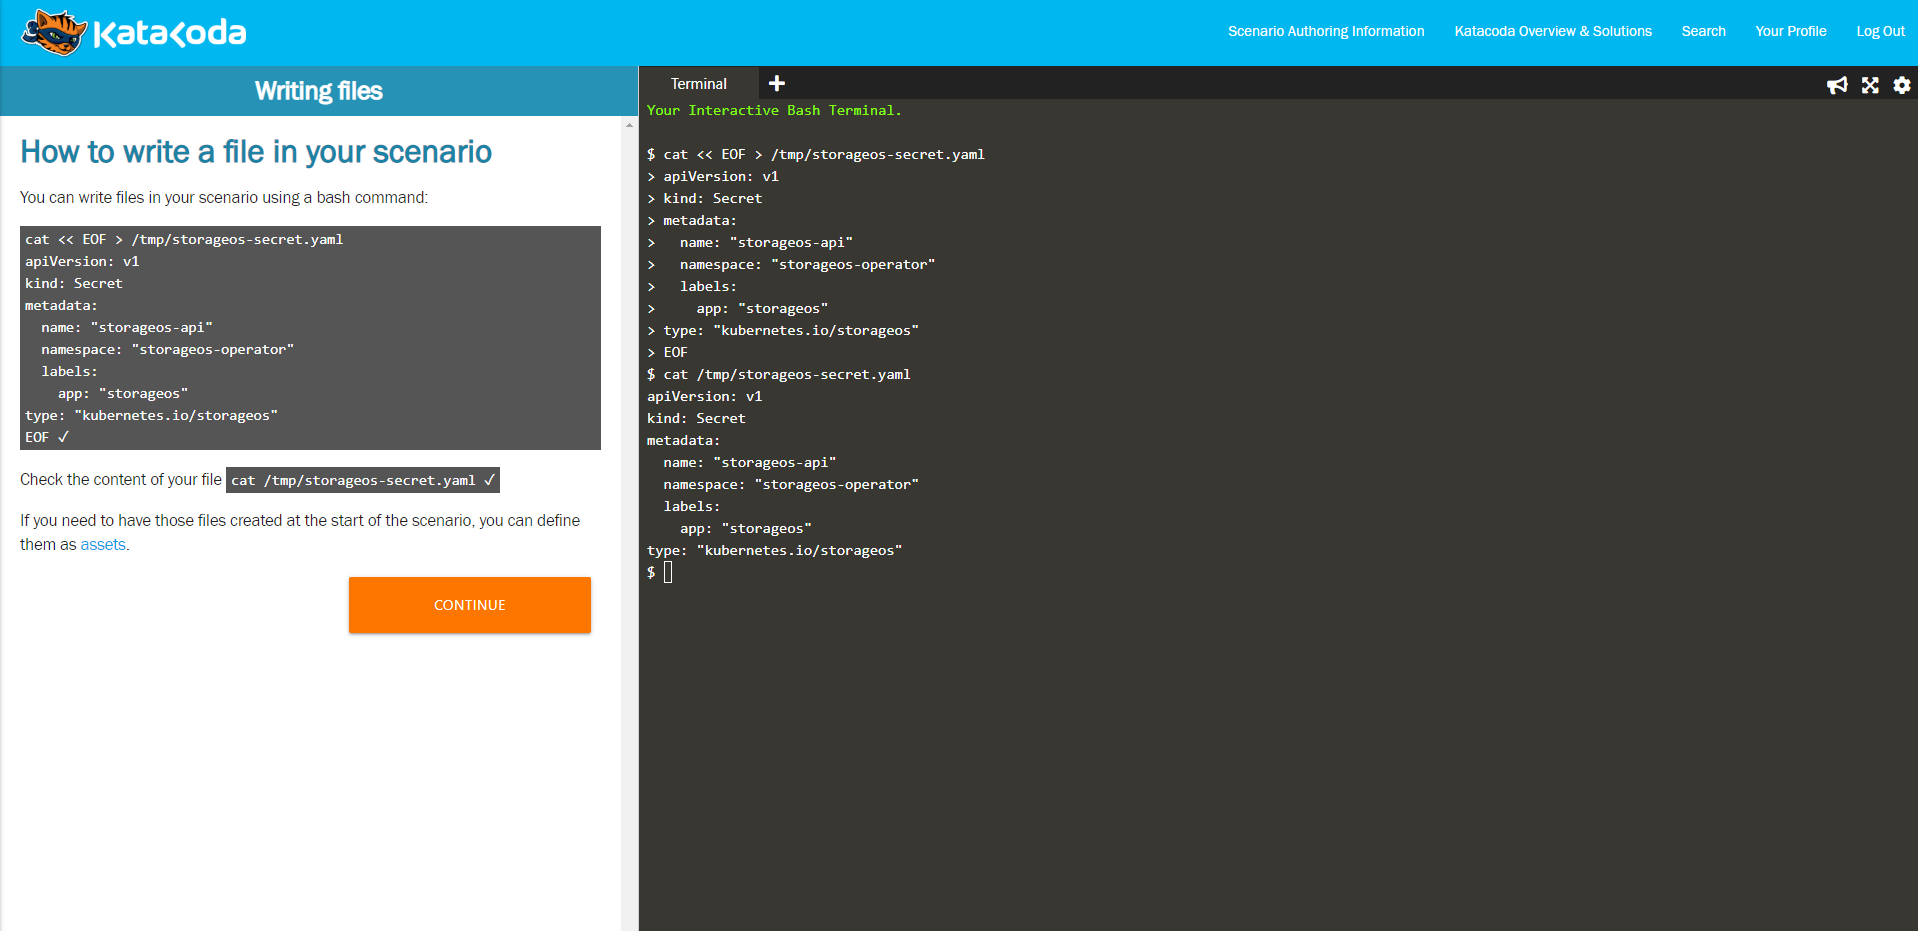 Katacoda
Scenario Authoring Information
Katacoda Overview & Solutions
Search
Your Profile
Log Out
Writing files
How to write a file in your scenario
You can write files in your scenario using a bash command:
cat << EOF > /tmp/storageos-secret.yaml
apiVersion: v1
kind: Secret
metadata:
  name: "storageos-api"
  namespace: "storageos-operator"
  labels:
    app: "storageos"
type: "kubernetes.io/storageos"
EOF ✓
Check the content of your file cat /tmp/storageos-secret.yaml ✓
If you need to have those files created at the start of the scenario, you can define
them as assets.
CONTINUE
Terminal
Your Interactive Bash Terminal.
$ cat << EOF > /tmp/storageos-secret.yaml
> apiVersion: v1
> kind: Secret
> metadata:
>   name: "storageos-api"
>   namespace: "storageos-operator"
>   labels:
>     app: "storageos"
> type: "kubernetes.io/storageos"
> EOF
$ cat /tmp/storageos-secret.yaml
apiVersion: v1
kind: Secret
metadata:
  name: "storageos-api"
  namespace: "storageos-operator"
  labels:
    app: "storageos"
type: "kubernetes.io/storageos"
$